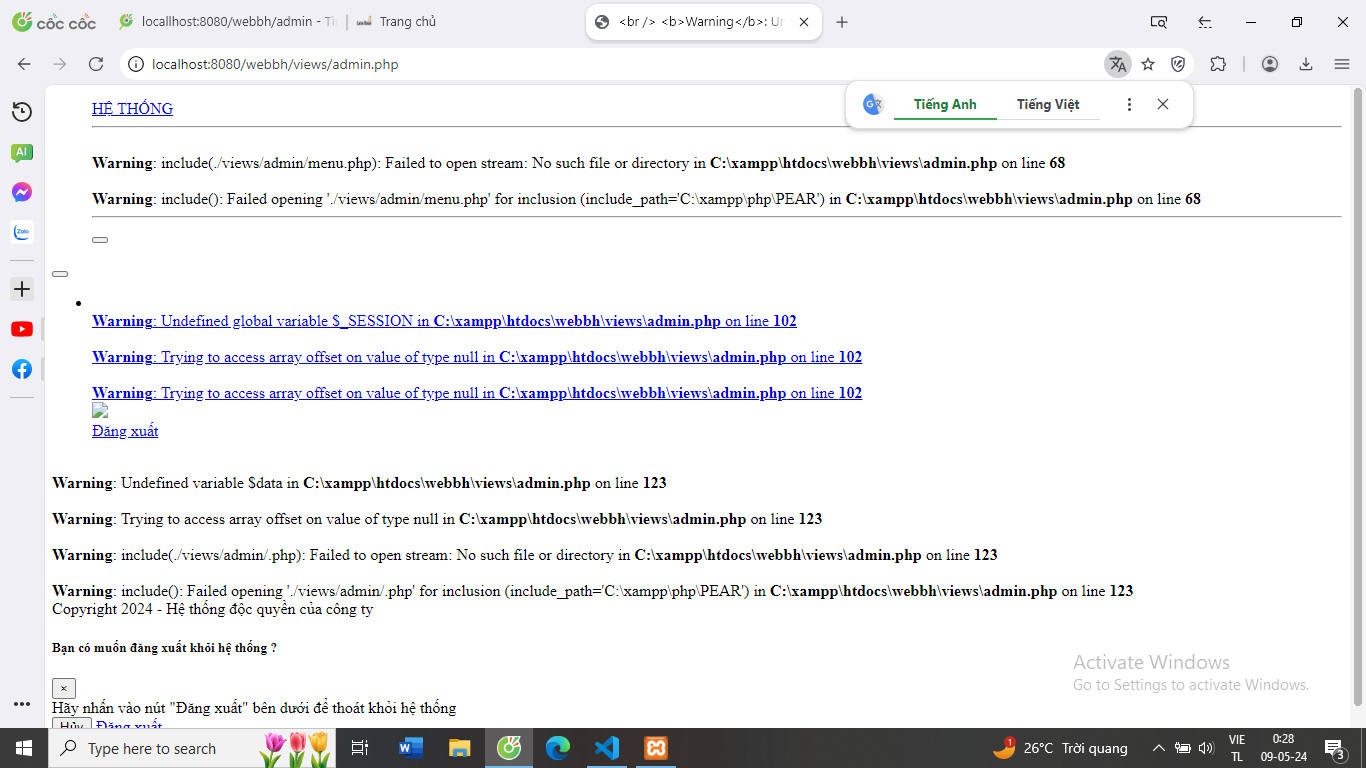 cốc cốc
locallhost:8080/webbh/admin - Tì
Trang chủ
<br /> <b>Warning</b>: Un
localhost:8080/webbh/views/admin.php
Tiếng Anh
Tiếng Việt
AI
Zalo
HỆ THỐNG
Warning: include(./views/admin/menu.php): Failed to open stream: No such file or directory in C:\xampp\htdocs\webbh\views\admin.php on line 68
Warning: include(): Failed opening './views/admin/menu.php' for inclusion (include_path='C:\xampp\php\PEAR') in C:\xampp\htdocs\webbh\views\admin.php on line 68
Warning: Undefined global variable $_SESSION in C:\xampp\htdocs\webbh\views\admin.php on line 102
Warning: Trying to access array offset on value of type null in C:\xampp\htdocs\webbh\views\admin.php on line 102
Warning: Trying to access array offset on value of type null in C:\xampp\htdocs\webbh\views\admin.php on line 102
Đăng xuất
Warning: Undefined variable $data in C:\xampp\htdocs\webbh\views\admin.php on line 123
Warning: Trying to access array offset on value of type null in C:\xampp\htdocs\webbh\views\admin.php on line 123
Warning: include(./views/admin/.php): Failed to open stream: No such file or directory in C:\xampp\htdocs\webbh\views\admin.php on line 123
Warning: include(): Failed opening './views/admin/.php' for inclusion (include_path='C:\xampp\php\PEAR') in C:\xampp\htdocs\webbh\views\admin.php on line 123
Copyright 2024 - Hệ thống độc quyền của công ty
Bạn có muốn đăng xuất khỏi hệ thống ?
×
Hãy nhấn vào nút "Đăng xuất" bên dưới để thoát khỏi hệ thống
Hủy Đăng xuất
Activate Windows
Go to Settings to activate Windows.
Type here to search
1
26°C Trời quang
VIE
TL
0:28
09-05-24
3